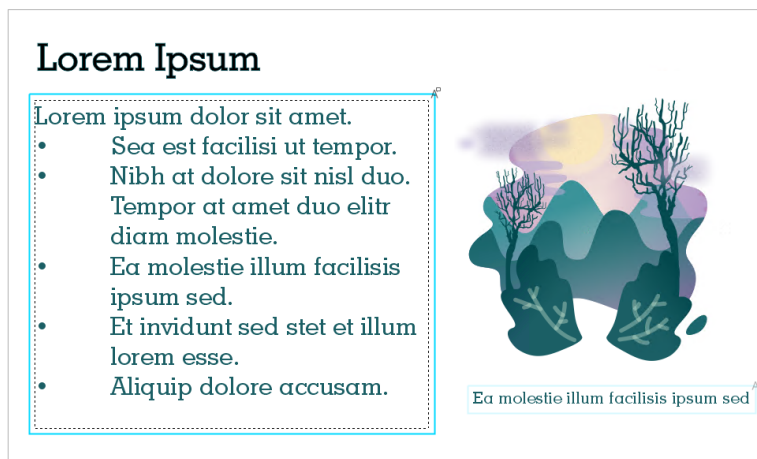 Lorem Ipsum
Lorem ipsum dolor sit amet.
• Sea est facilisi ut tempor.
• Nibh at dolore sit nisl duo.
Tempor at amet duo elitr
diam molestie.
• Ea molestie illum facilisis
ipsum sed.
• Et invidunt sed stet et illum
lorem esse.
• Aliquip dolore accusam.
Ea molestie illum facilisis ipsum sed